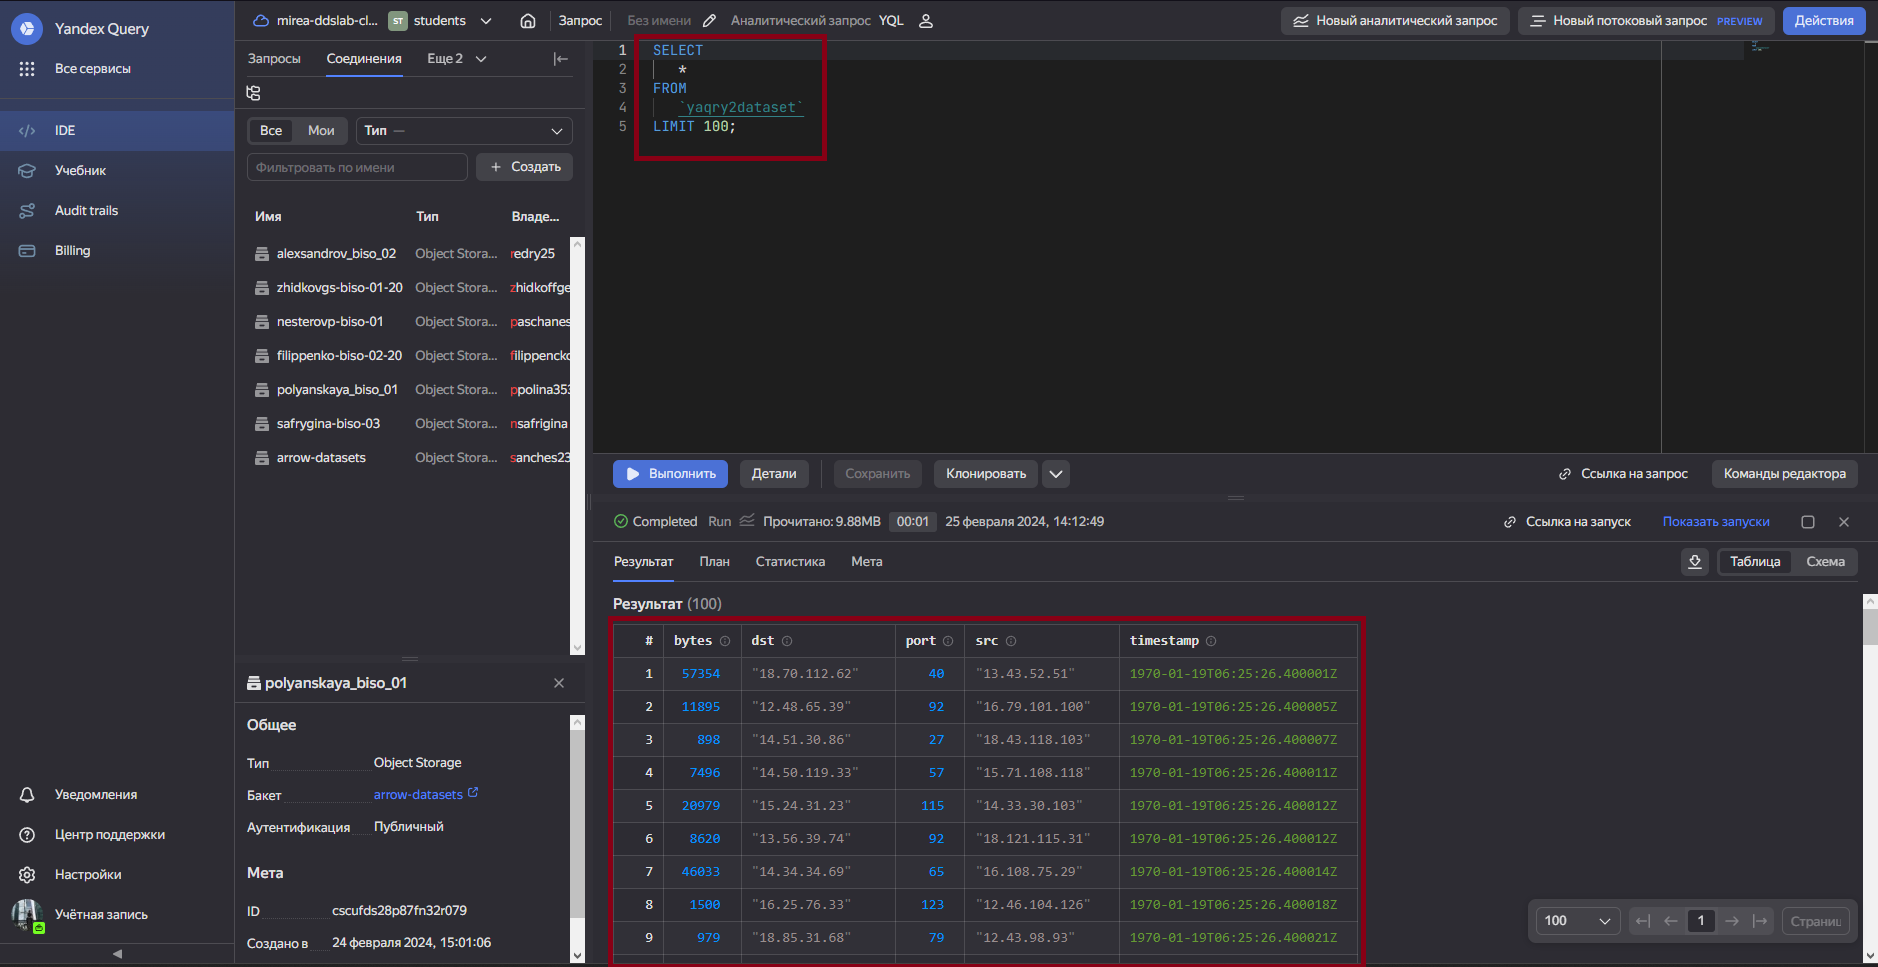 Yandex Query
Все сервисы
IDE
Учебник
Audit trails
Billing
Уведомления
Центр поддержки
Настройки
Учётная запись
mirea-ddslab-cl... ST students
Запрос Без имени Аналитический запрос YQL
Новый аналитический запрос Новый потоковый запрос PREVIEW Действия
Запросы Соединения Еще 2
Все Мои Тип —
Фильтровать по имени + Создать
Имя Тип Владе...
alexsandrov_biso_02 Object Stora... redry25
zhidkovgs-biso-01-20 Object Stora... zhidkoffge
nesterovp-biso-01 Object Stora... paschanes
filippenko-biso-02-20 Object Stora... filippencko
polyanskaya_biso_01 Object Stora... ppolina353
safrygina-biso-03 Object Stora... nsafrigina
arrow-datasets Object Stora... sanches23
polyanskaya_biso_01
Общее
Тип Object Storage
Бакет arrow-datasets
Аутентификация Публичный
Мета
ID cscufds28p87fn32r079
Создано в 24 февраля 2024, 15:01:06
1 SELECT
2 *
3 FROM
4 `yaqry2dataset`
5 LIMIT 100;
Выполнить Детали Сохранить Клонировать Ссылка на запрос Команды редактора
Completed Run Прочитано: 9.88MB 00:01 25 февраля 2024, 14:12:49 Ссылка на запуск Показать запуски
Результат План Статистика Мета Таблица Схема
Результат (100)
# bytes dst port src timestamp
1 57354 "18.70.112.62" 40 "13.43.52.51" 1970-01-19T06:25:26.400001Z
2 11895 "12.48.65.39" 92 "16.79.101.100" 1970-01-19T06:25:26.400005Z
3 898 "14.51.30.86" 27 "18.43.118.103" 1970-01-19T06:25:26.400007Z
4 7496 "14.50.119.33" 57 "15.71.108.118" 1970-01-19T06:25:26.400011Z
5 20979 "15.24.31.23" 115 "14.33.30.103" 1970-01-19T06:25:26.400012Z
6 8620 "13.56.39.74" 92 "18.121.115.31" 1970-01-19T06:25:26.400012Z
7 46033 "14.34.34.69" 65 "16.108.75.29" 1970-01-19T06:25:26.400014Z
8 1500 "16.25.76.33" 123 "12.46.104.126" 1970-01-19T06:25:26.400018Z
9 979 "18.85.31.68" 79 "12.43.98.93" 1970-01-19T06:25:26.400021Z
100 1 Страниц